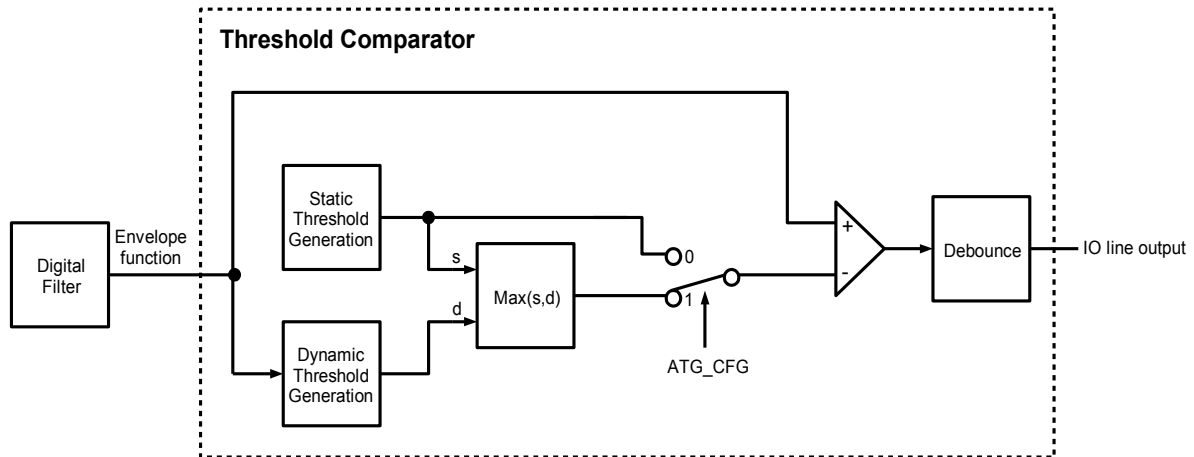 Threshold Comparator
Static
Threshold
Generation
Envelope
function
Digital
Filter
s
d
Max(s,d)
0
1
ATG_CFG
Dynamic
Threshold
Generation
+
-
Debounce
IO line output